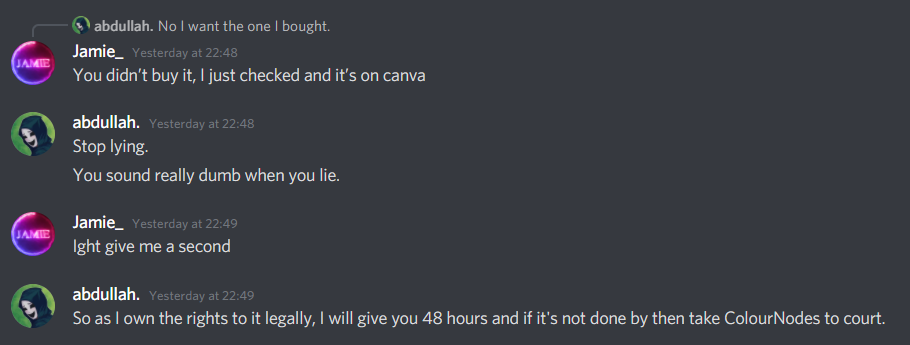 abdullah. No I want the one I bought.
Jamie_ Yesterday at 22:48
JAMIE
You didn’t buy it, I just checked and it’s on canva
abdullah. Yesterday at 22:48
Stop lying.
You sound really dumb when you lie.
Jamie_ Yesterday at 22:49
JAMIE
Ight give me a second
abdullah. Yesterday at 22:49
So as I own the rights to it legally, I will give you 48 hours and if it's not done by then take ColourNodes to court.